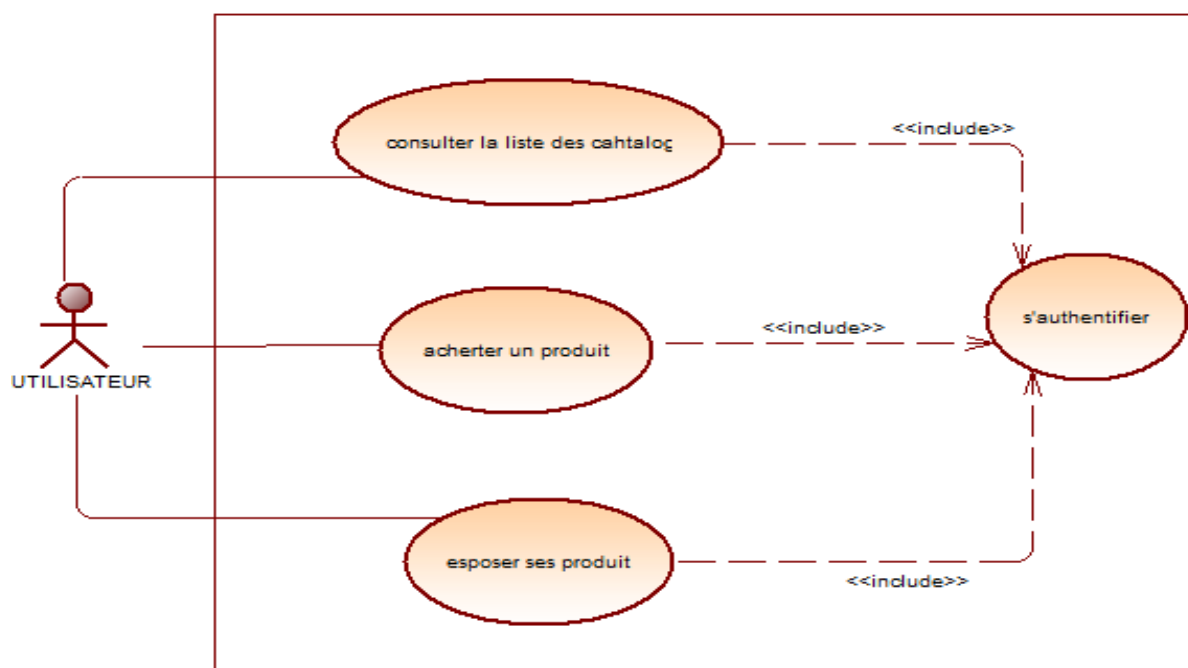 <<include>>
consulter la liste des cahtalog
s'authentifier
<<include>>
acherter un produit
UTILISATEUR
esposer ses produit
<<include>>